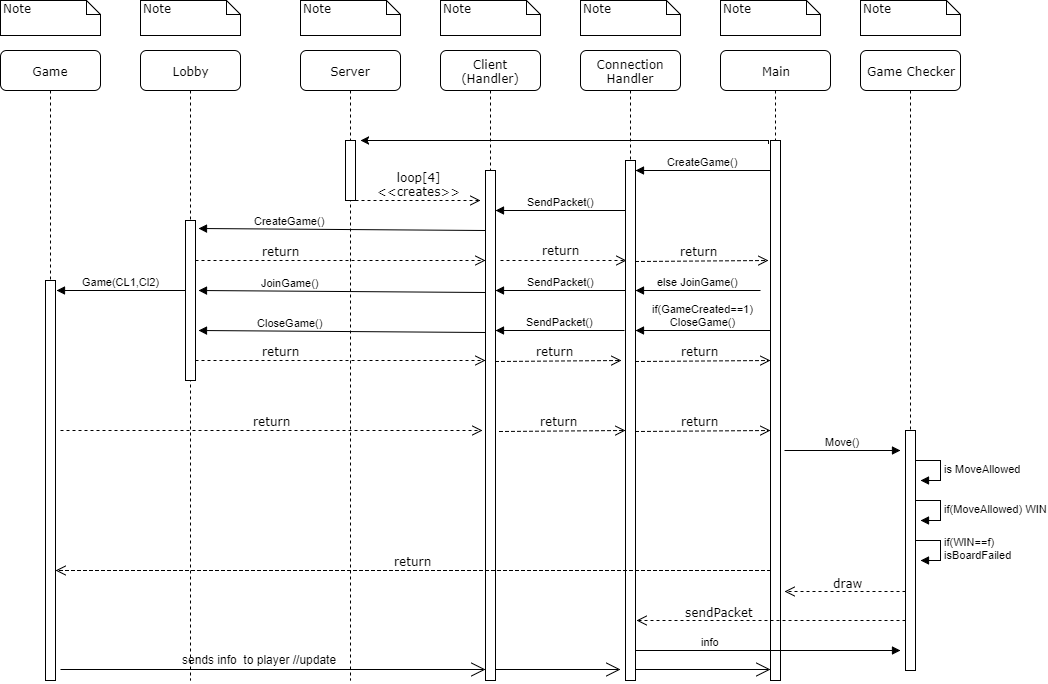 Note
Note
Note
Note
Note
Note
Note
Game
Lobby
Server
Client
(Handler)
Connection
Handler
Main
Game Checker
CreateGame()
loop[4]
<<creates>>
SendPacket()
CreateGame()
return
return
return
Game(CL1,Cl2)
JoinGame()
SendPacket()
else JoinGame()
if(GameCreated==1)
CloseGame()
CloseGame()
SendPacket()
return
return
return
return
return
return
Move()
is MoveAllowed
if(MoveAllowed) WIN
if(WIN==f)
isBoardFailed
return
draw
sendPacket
info
sends info to player //update